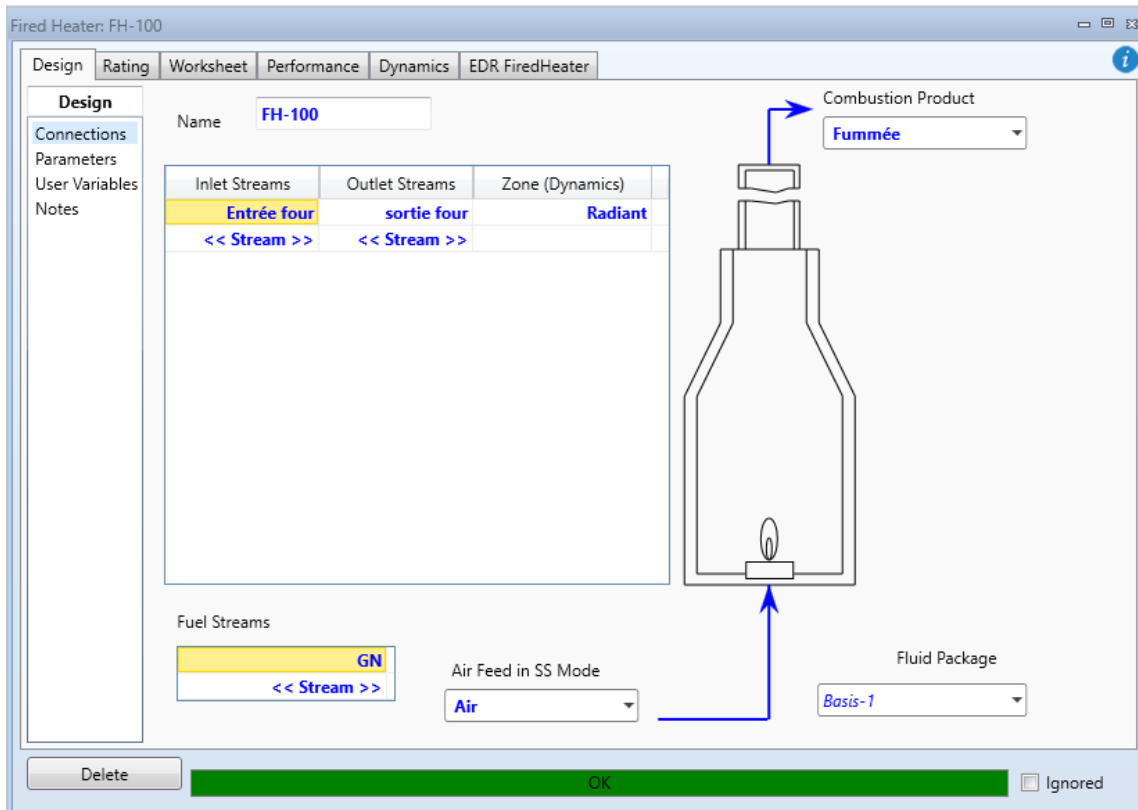 Fired Heater: FH-100
Design Rating Worksheet Performance Dynamics EDR FiredHeater
i
Design
Connections
Parameters
User Variables
Notes
Name FH-100
Inlet Streams Outlet Streams Zone (Dynamics)
Entrée four sortie four Radiant
<< Stream >> << Stream >>
Combustion Product
Fummée
Fuel Streams
GN
<< Stream >>
Air Feed in SS Mode
Air
Fluid Package
Basis-1
Delete OK Ignored